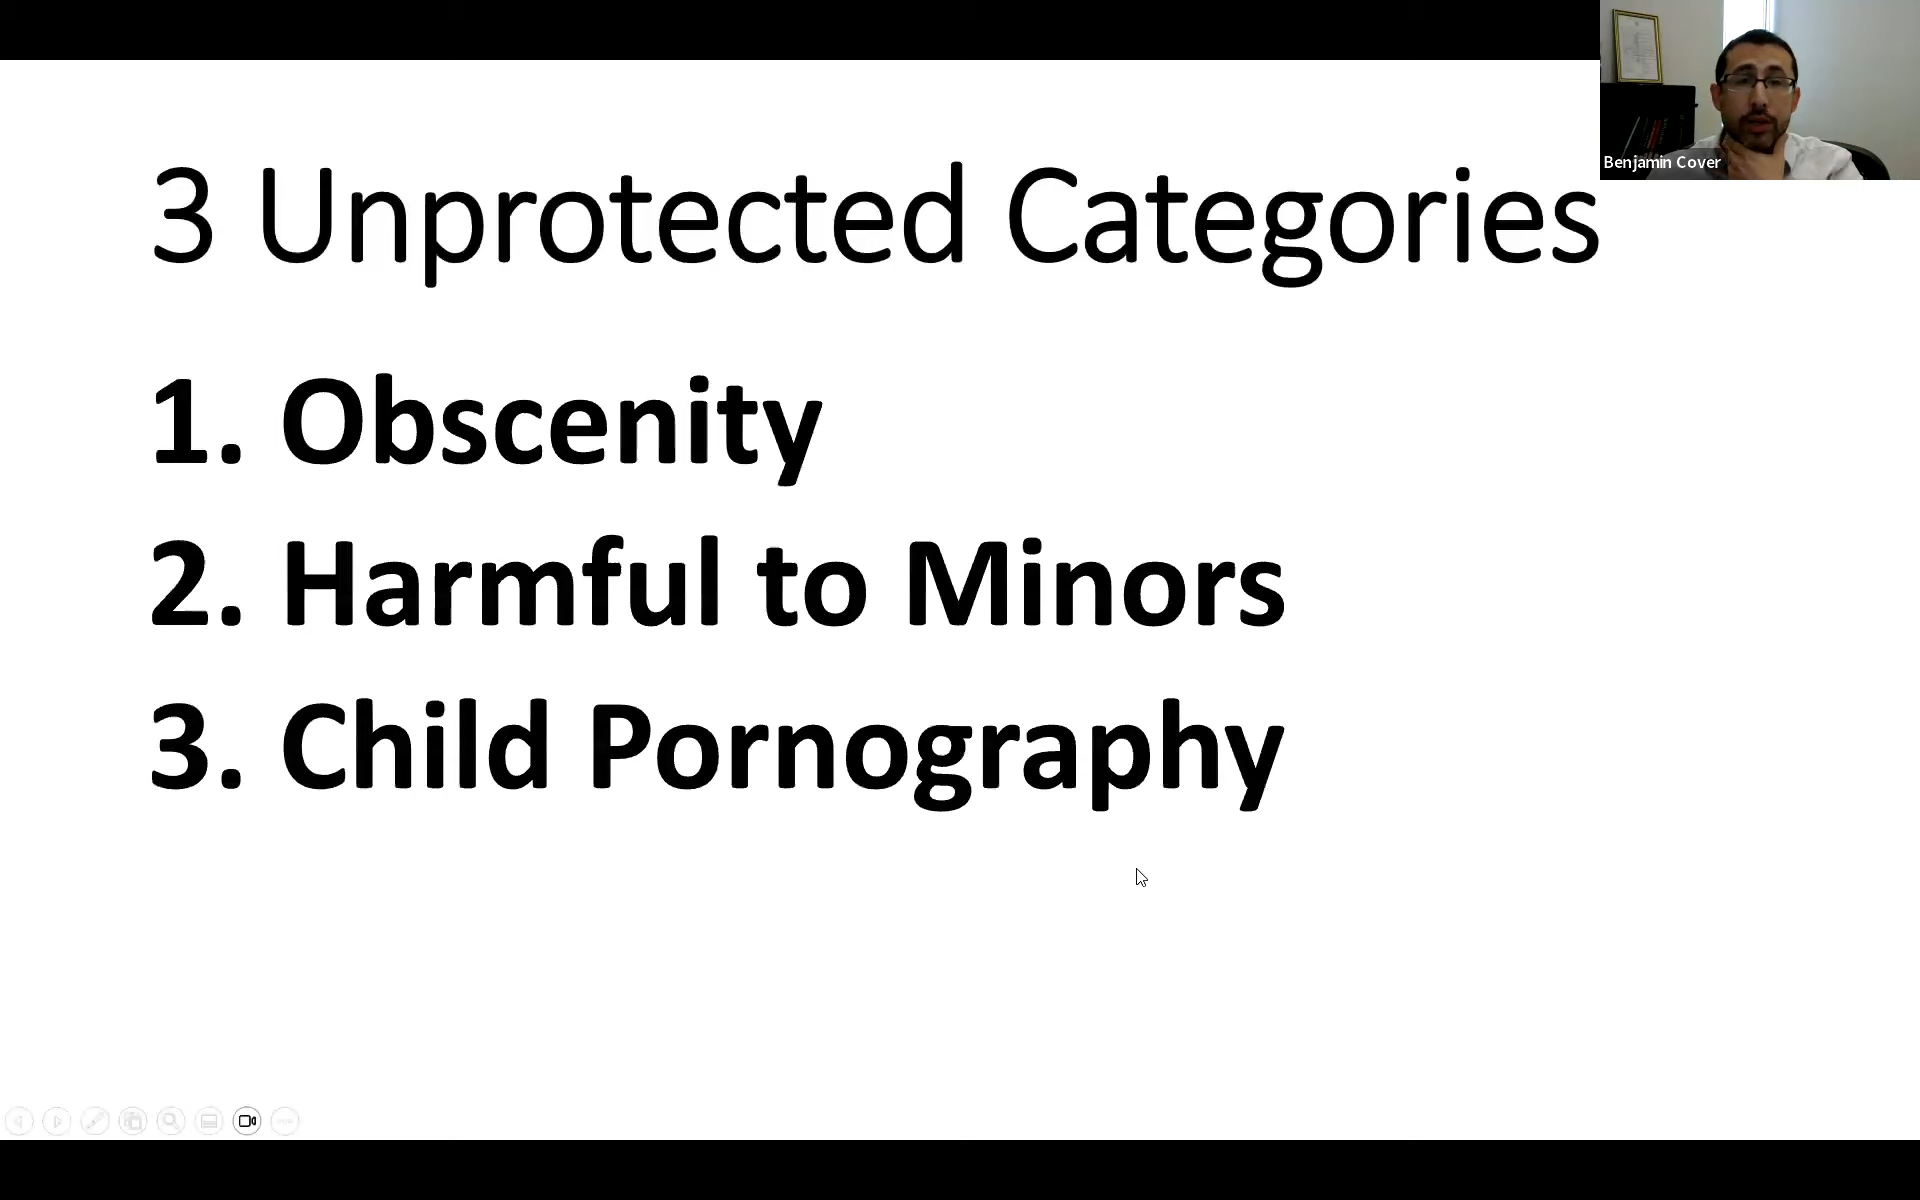 3 Unprotected Categories
1. Obscenity
2. Harmful to Minors
3. Child Pornography
Benjamin Cover